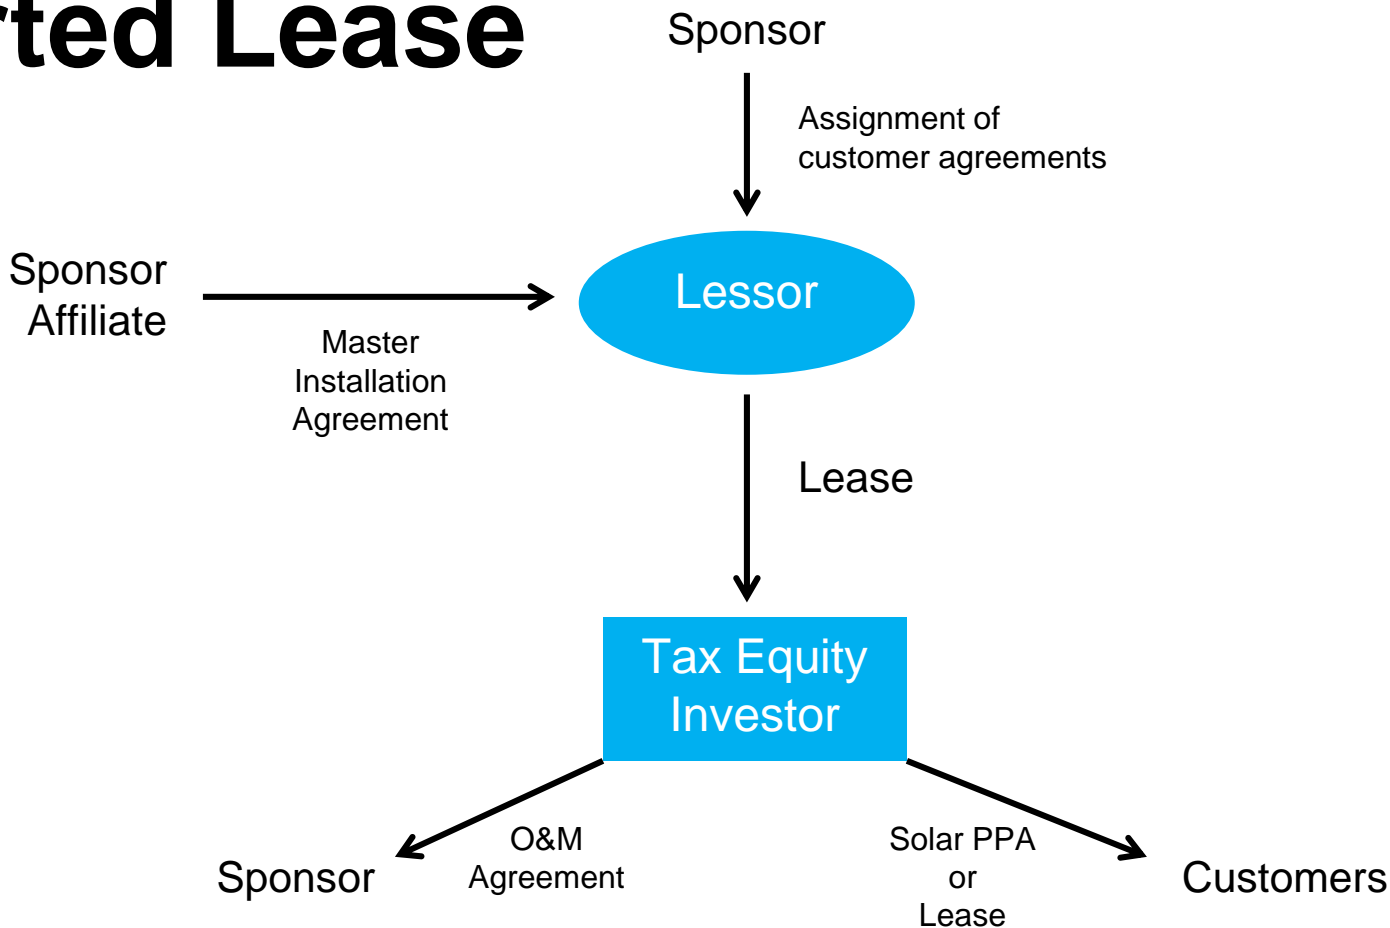 rted Lease
Sponsor
Assignment of
customer agreements
Sponsor
Affiliate
Lessor
Master
Installation
Agreement
Lease
Tax Equity
Investor
O&M
Agreement
Solar PPA
or
Lease
Sponsor
Customers